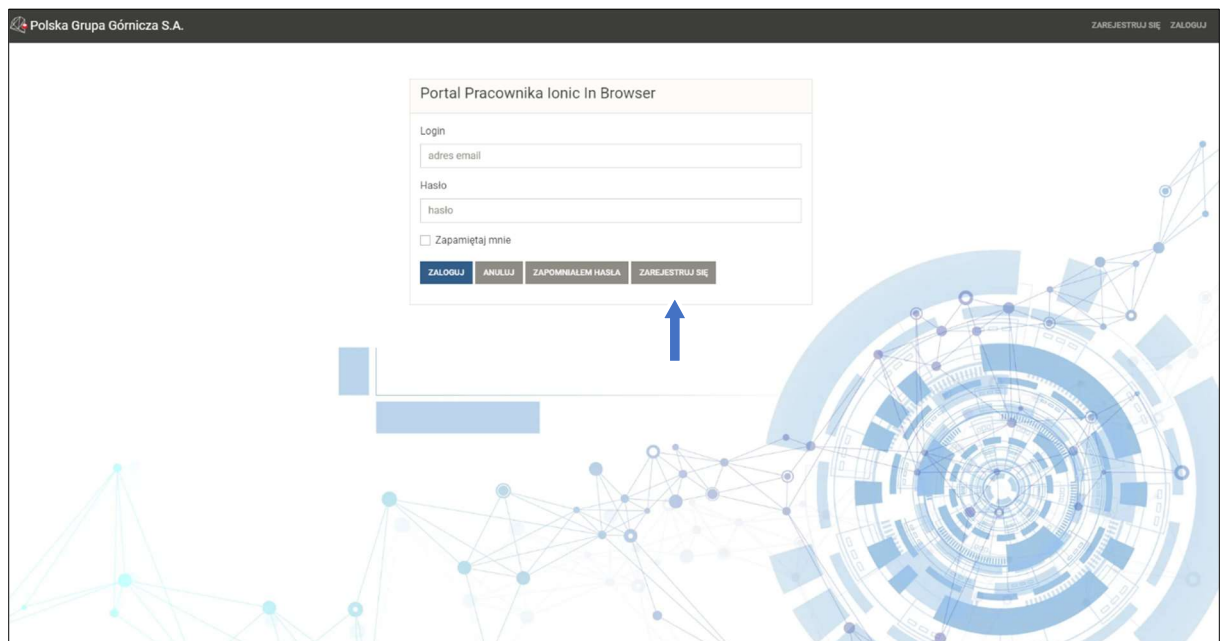 Polska Grupa Górnicza S.A.
ZAREJESTRUJ SIĘ ZALOGUJ
Portal Pracownika Ionic In Browser
Login
adres email
Hasło
hasło
Zapamiętaj mnie
ZALOGUJ ANULUJ ZAPOMNIAŁEM HASŁA ZAREJESTRUJ SIĘ